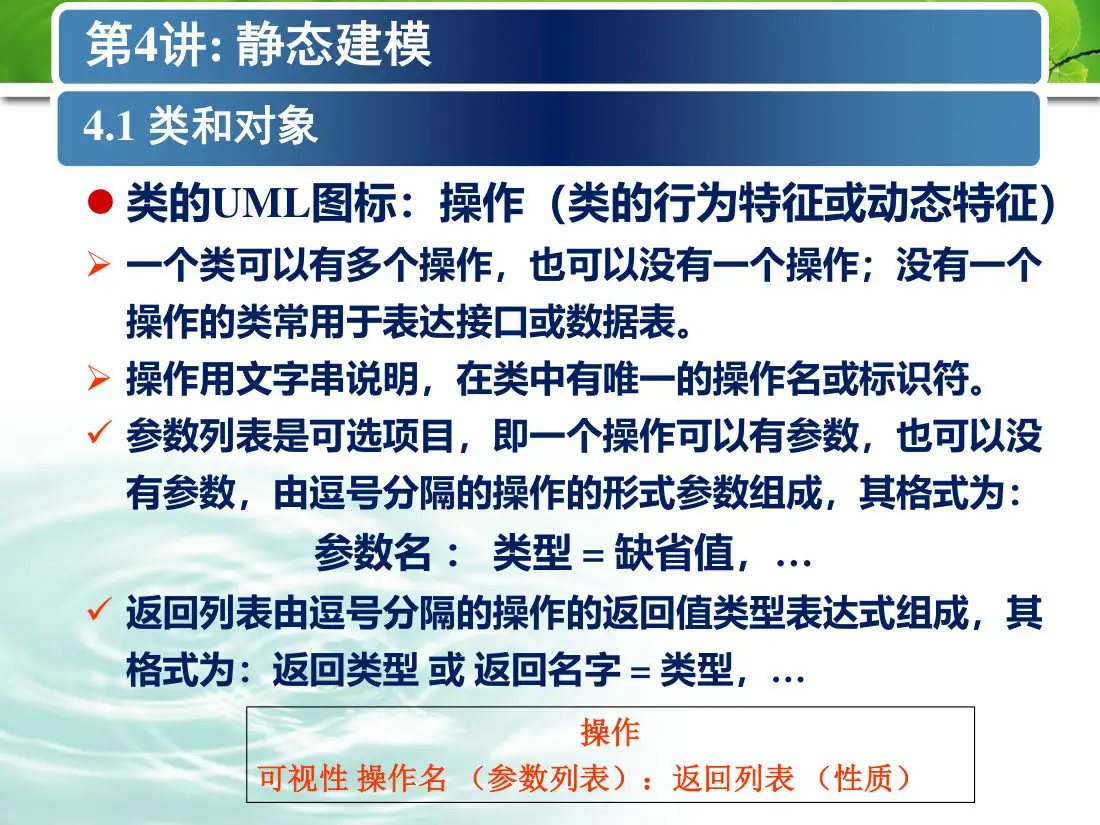 第4讲: 静态建模
4.1 类和对象
类的UML图标：操作（类的行为特征或动态特征）
一个类可以有多个操作，也可以没有一个操作；没有一个
操作的类常用于表达接口或数据表。
操作用文字串说明，在类中有唯一的操作名或标识符。
参数列表是可选项目，即一个操作可以有参数，也可以没
有参数，由逗号分隔的操作的形式参数组成，其格式为：
参数名： 类型 = 缺省值，…
返回列表由逗号分隔的操作的返回值类型表达式组成，其
格式为：返回类型 或 返回名字 = 类型，…
操作
可视性 操作名 （参数列表）：返回列表 （性质）